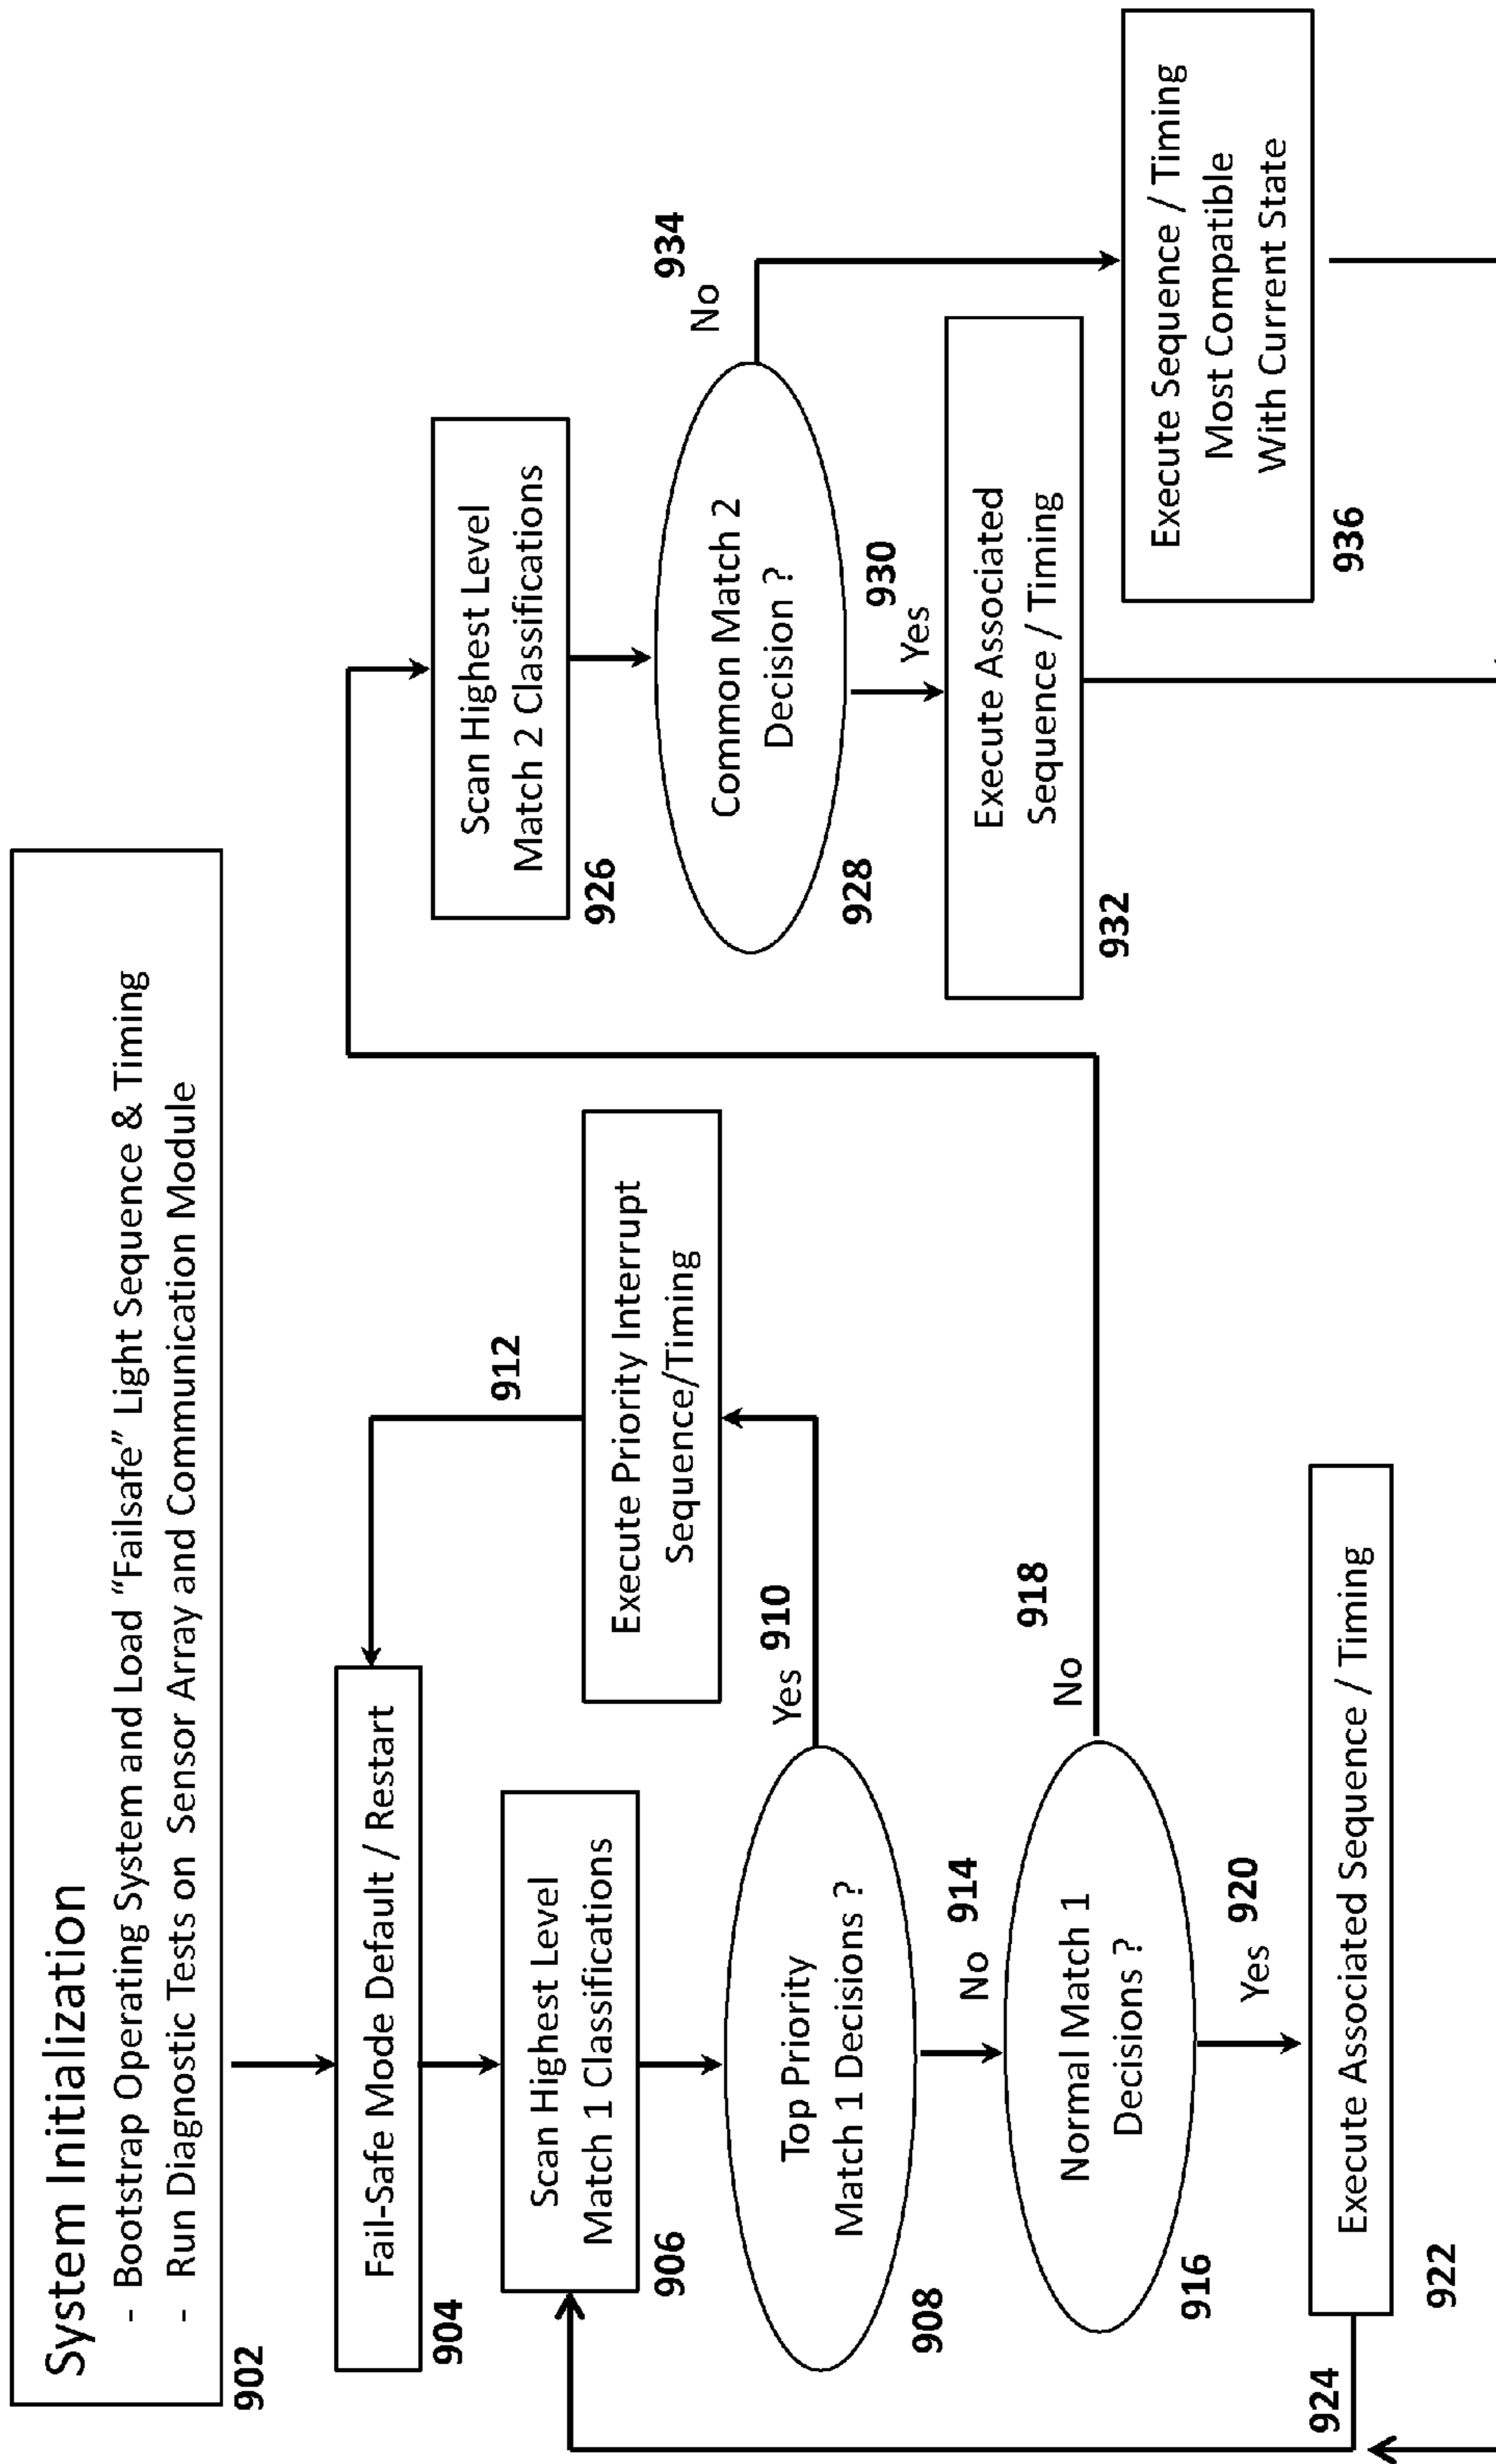 System Initialization
- Bootstrap Operating System and Load “Failsafe” Light Sequence & Timing
- Run Diagnostic Tests on Sensor Array and Communication Module
902
Fail-Safe Mode Default / Restart
904
Scan Highest Level
Match 1 Classifications
906
Top Priority
Match 1 Decisions ?
908
Yes 910
Execute Priority Interrupt
Sequence/Timing
912
No 914
Normal Match 1
Decisions ?
916
No 918
Yes 920
Execute Associated Sequence / Timing
922
924
Scan Highest Level
Match 2 Classifications
926
Common Match 2
Decision ?
928
Yes 930
Execute Associated
Sequence / Timing
932
No 934
Execute Sequence / Timing
Most Compatible
With Current State
936